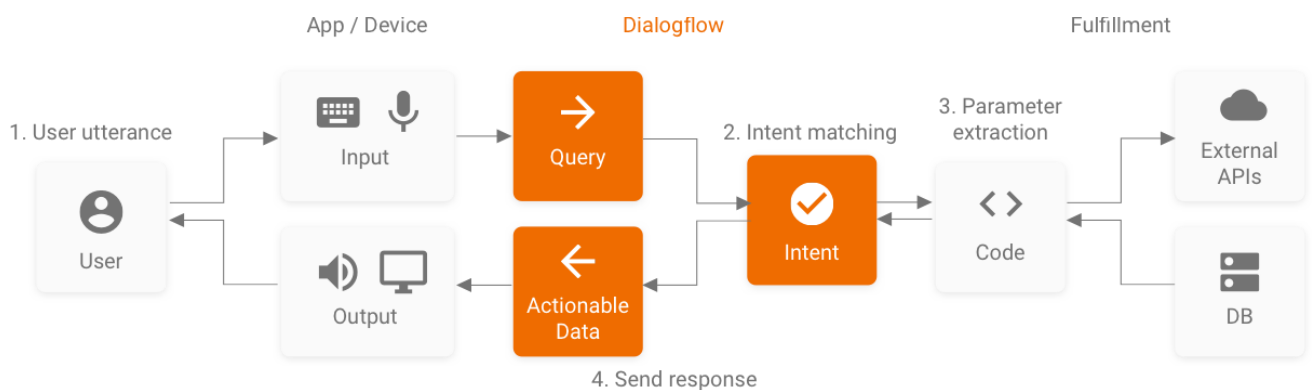 App / Device
Dialogflow
Fulfillment
1. User utterance
User
Input
Output
Query
Actionable
Data
2. Intent matching
Intent
3. Parameter
extraction
Code
External
APIs
DB
4. Send response